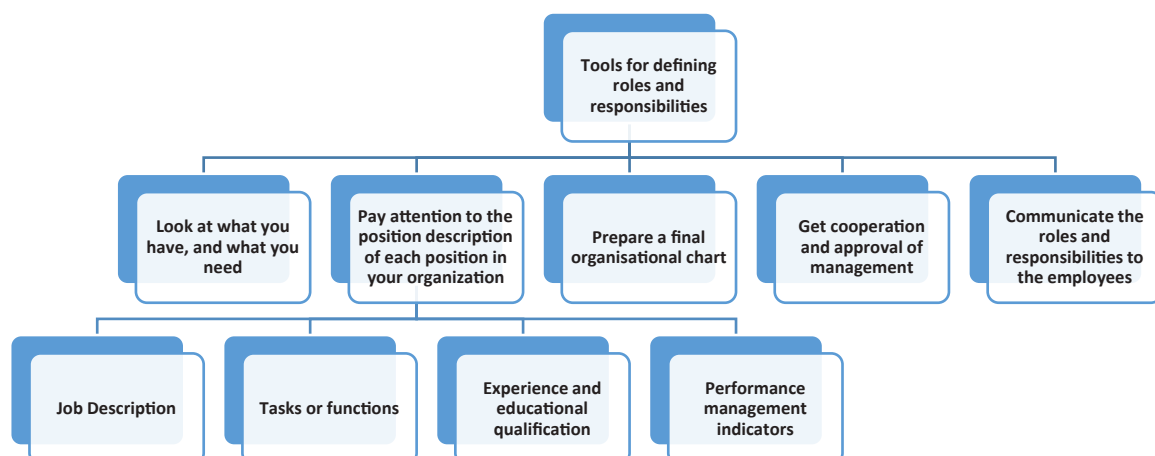 Tools for defining
roles and
responsibilities
Look at what you
have, and what you
need
Pay attention to the
position description
of each position in
your organization
Prepare a final
organisational chart
Get cooperation
and approval of
management
Communicate the
roles and
responsibilities to
the employees
Job Description
Tasks or functions
Experience and
educational
qualification
Performance
management
indicators